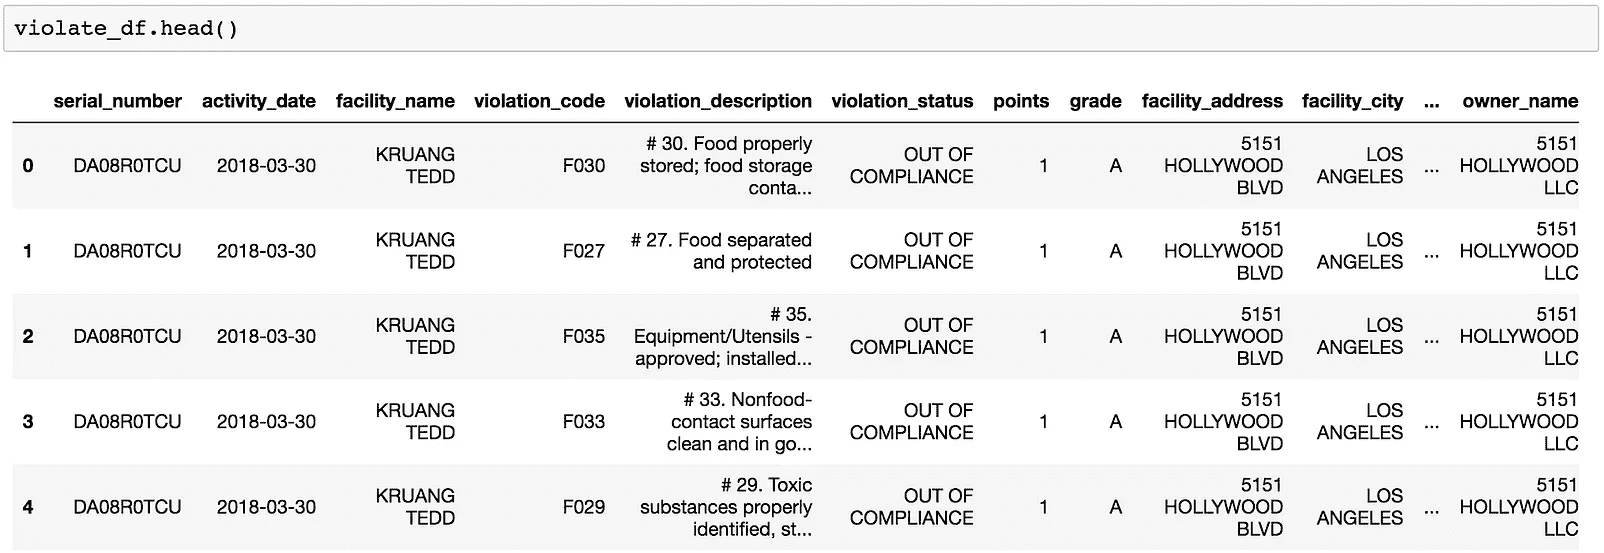 violate_df.head()
serial_number activity_date facility_name violation_code violation_description violation_status points grade facility_address facility_city ... owner_name
0 DA08R0TCU 2018-03-30 KRUANG TEDD F030 # 30. Food properly stored; food storage conta... OUT OF COMPLIANCE 1 A 5151 HOLLYWOOD BLVD LOS ANGELES ... 5151 HOLLYWOOD LLC
1 DA08R0TCU 2018-03-30 KRUANG TEDD F027 # 27. Food separated and protected OUT OF COMPLIANCE 1 A 5151 HOLLYWOOD BLVD LOS ANGELES ... 5151 HOLLYWOOD LLC
2 DA08R0TCU 2018-03-30 KRUANG TEDD F035 # 35. Equipment/Utensils - approved; installed... OUT OF COMPLIANCE 1 A 5151 HOLLYWOOD BLVD LOS ANGELES ... 5151 HOLLYWOOD LLC
3 DA08R0TCU 2018-03-30 KRUANG TEDD F033 # 33. Nonfood-contact surfaces clean and in go... OUT OF COMPLIANCE 1 A 5151 HOLLYWOOD BLVD LOS ANGELES ... 5151 HOLLYWOOD LLC
4 DA08R0TCU 2018-03-30 KRUANG TEDD F029 # 29. Toxic substances properly identified, st... OUT OF COMPLIANCE 1 A 5151 HOLLYWOOD BLVD LOS ANGELES ... 5151 HOLLYWOOD LLC